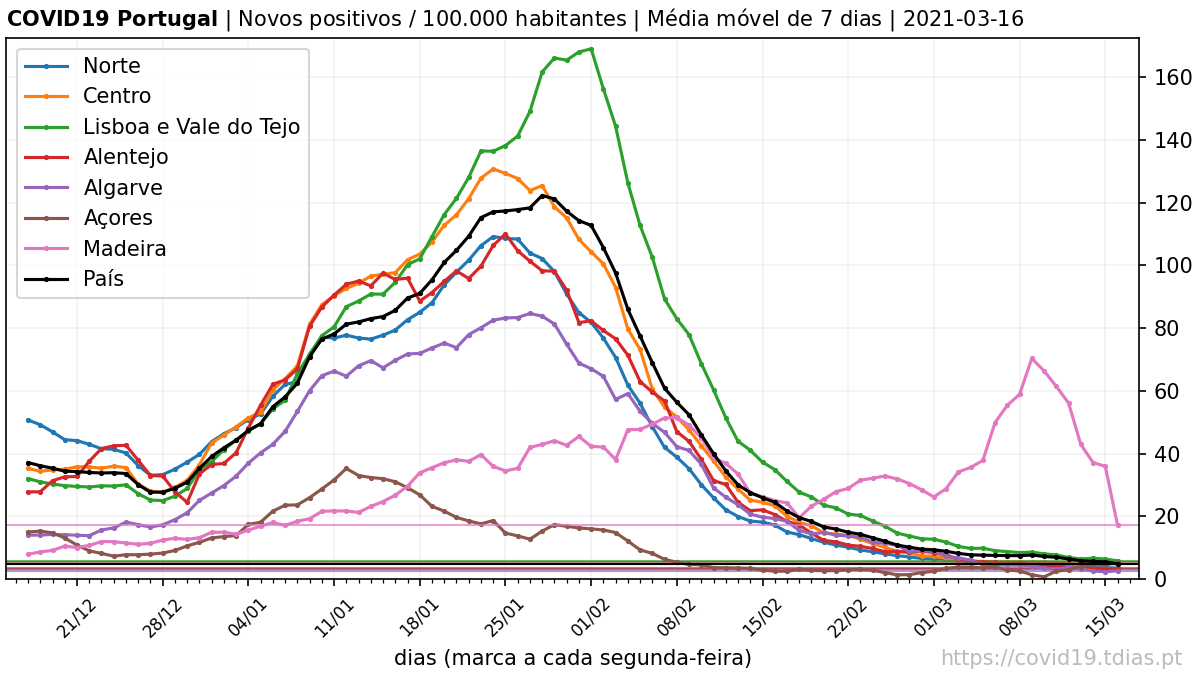 COVID19 Portugal | Novos positivos / 100.000 habitantes | Média móvel de 7 dias | 2021-03-16
Norte
Centro
Lisboa e Vale do Tejo
Alentejo
Algarve
Açores
Madeira
País
160
140
120
100
80
60
40
20
0
21/12 28/12 04/01 11/01 18/01 25/01 01/02 08/02 15/02 22/02 01/03 08/03 15/03
dias (marca a cada segunda-feira)
https://covid19.tdias.pt